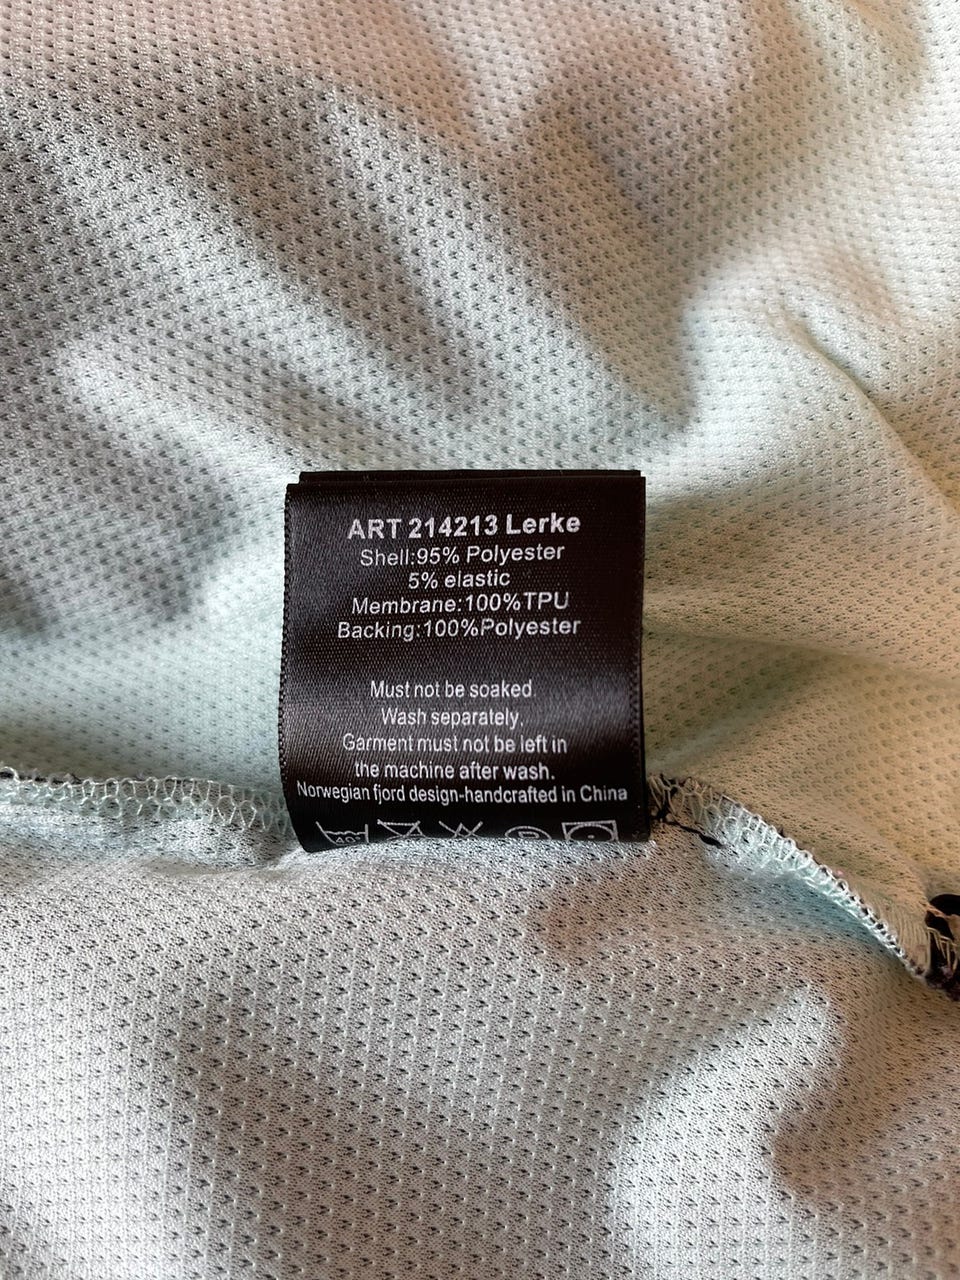 ART 214213 Lerke
Shell:95% Polyester
5% elastic
Membrane:100%TPU
Backing:100%Polyester
Must not be soaked.
Wash separately.
Garment must not be left in
the machine after wash.
Norwegian fjord design-handcrafted in China
40°